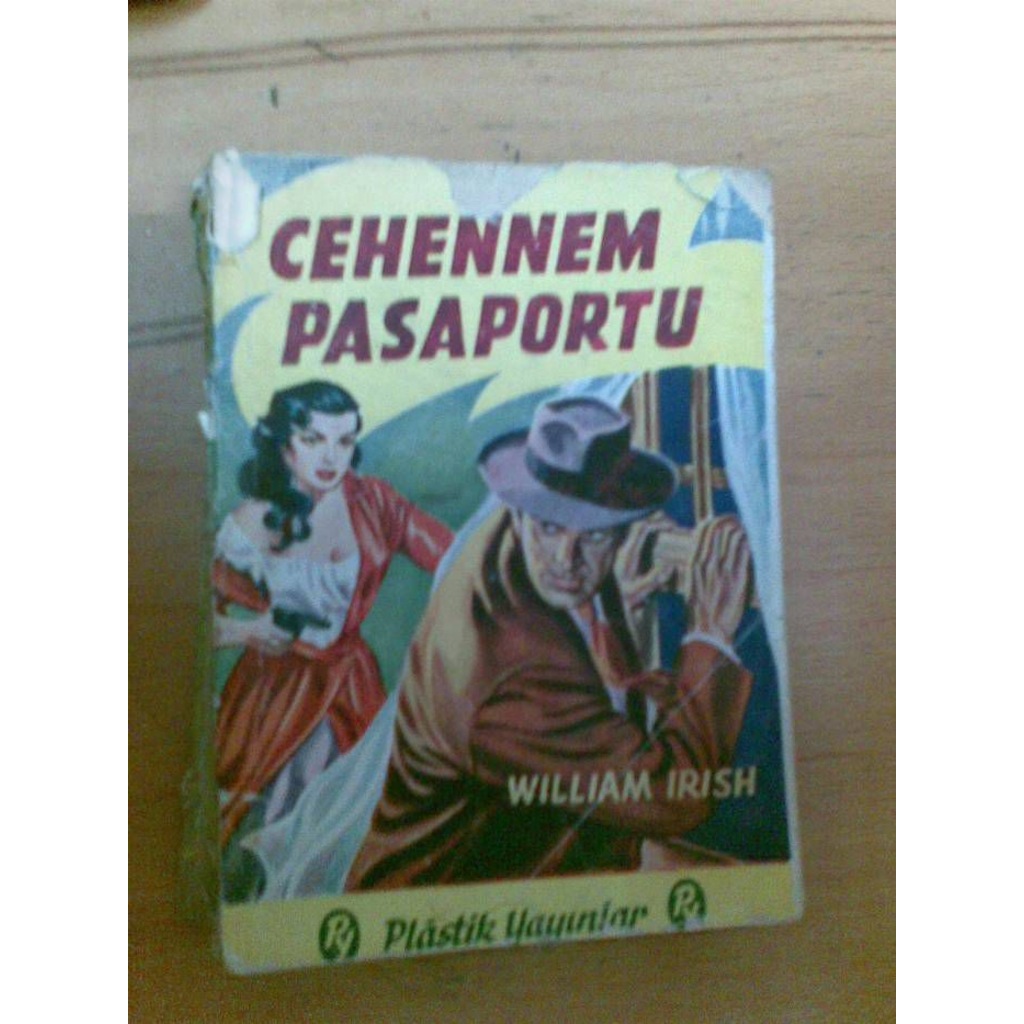 CEHENNEM
PASAPORTU
WILLIAM IRISH
Plâstik Yayınlar